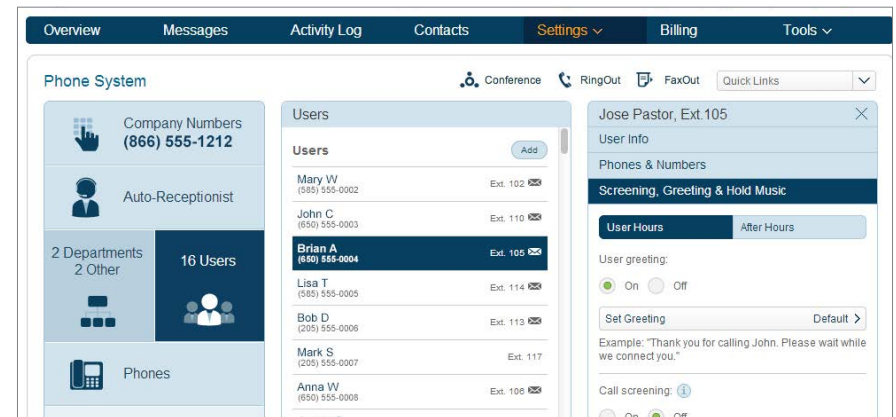 Overview Messages Activity Log Contacts Settings Billing Tools
Phone System Conference RingOut FaxOut Quick Links
Company Numbers
(866) 555-1212
Auto-Receptionist
2 Departments
2 Other
16 Users
Phones
Users
Users Add
Mary W
(585) 555-0002 Ext. 102
John C
(650) 555-0003 Ext. 110
Brian A
(650) 555-0004 Ext. 105
Lisa T
(585) 555-0005 Ext. 114
Bob D
(205) 555-0006 Ext. 113
Mark S
(205) 555-0007 Ext. 117
Anna W
(650) 555-0008 Ext. 106
Jose Pastor, Ext.105
User Info
Phones & Numbers
Screening, Greeting & Hold Music
User Hours After Hours
User greeting:
On Off
Set Greeting Default
Example: "Thank you for calling John. Please wait while
we connect you."
Call screening:
On Off